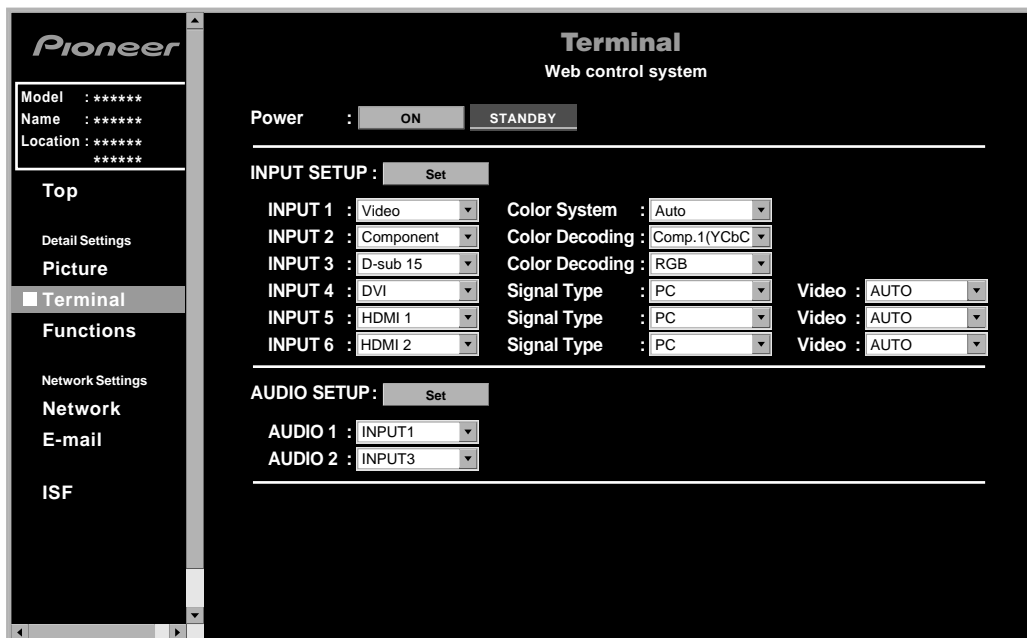 Pioneer
Model : ******
Name : ******
Location : ******
******
Top
Detail Settings
Picture
Terminal
Functions
Network Settings
Network
E-mail
ISF
Terminal
Web control system
Power : ON STANDBY
INPUT SETUP : Set
INPUT 1 : Video Color System : Auto
INPUT 2 : Component Color Decoding : Comp.1(YCbC
INPUT 3 : D-sub 15 Color Decoding : RGB
INPUT 4 : DVI Signal Type : PC Video : AUTO
INPUT 5 : HDMI 1 Signal Type : PC Video : AUTO
INPUT 6 : HDMI 2 Signal Type : PC Video : AUTO
AUDIO SETUP : Set
AUDIO 1 : INPUT1
AUDIO 2 : INPUT3